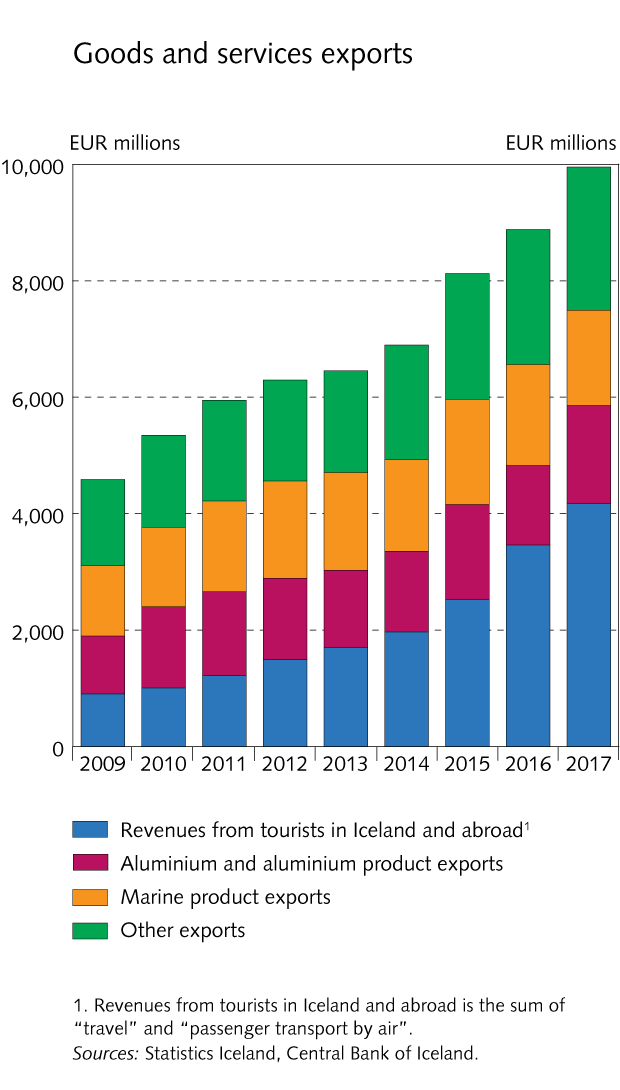 Goods and services exports
EUR millions EUR millions
10,000
8,000
6,000
4,000
2,000
0
2009 2010 2011 2012 2013 2014 2015 2016 2017
Revenues from tourists in Iceland and abroad¹
Aluminium and aluminium product exports
Marine product exports
Other exports
1. Revenues from tourists in Iceland and abroad is the sum of
“travel” and “passenger transport by air”.
Sources: Statistics Iceland, Central Bank of Iceland.